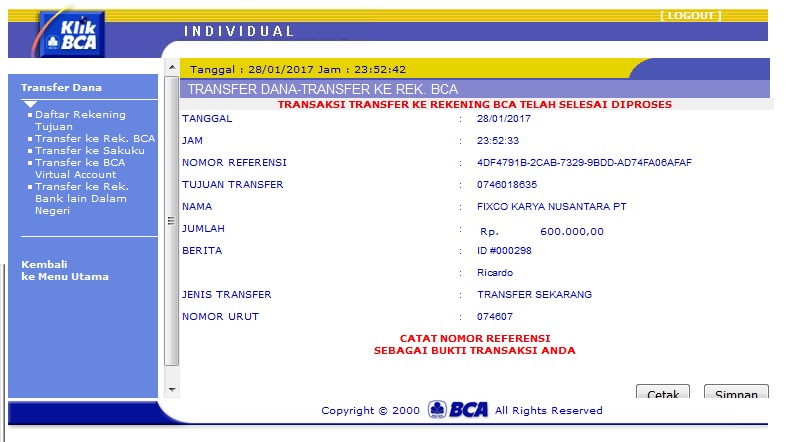 Klik
BCA
INDIVIDUAL
[ LOGOUT ]
Tanggal : 28/01/2017 Jam : 23:52:42
Transfer Dana
Daftar Rekening
Tujuan
Transfer ke Rek. BCA
Transfer ke Sakuku
Transfer ke BCA
Virtual Account
Transfer ke Rek.
Bank lain Dalam
Negeri
Kembali
ke Menu Utama
TRANSFER DANA-TRANSFER KE REK. BCA
TRANSAKSI TRANSFER KE REKENING BCA TELAH SELESAI DIPROSES
TANGGAL : 28/01/2017
JAM : 23:52:33
NOMOR REFERENSI : 4DF4791B-2CAB-7329-9BDD-AD74FA06AFAF
TUJUAN TRANSFER : 0746018635
NAMA : FIXCO KARYA NUSANTARA PT
JUMLAH : Rp. 600.000,00
BERITA : ID #000298
: Ricardo
JENIS TRANSFER : TRANSFER SEKARANG
NOMOR URUT : 074607
CATAT NOMOR REFERENSI
SEBAGAI BUKTI TRANSAKSI ANDA
Cetak Simpan
Copyright © 2000 BCA All Rights Reserved